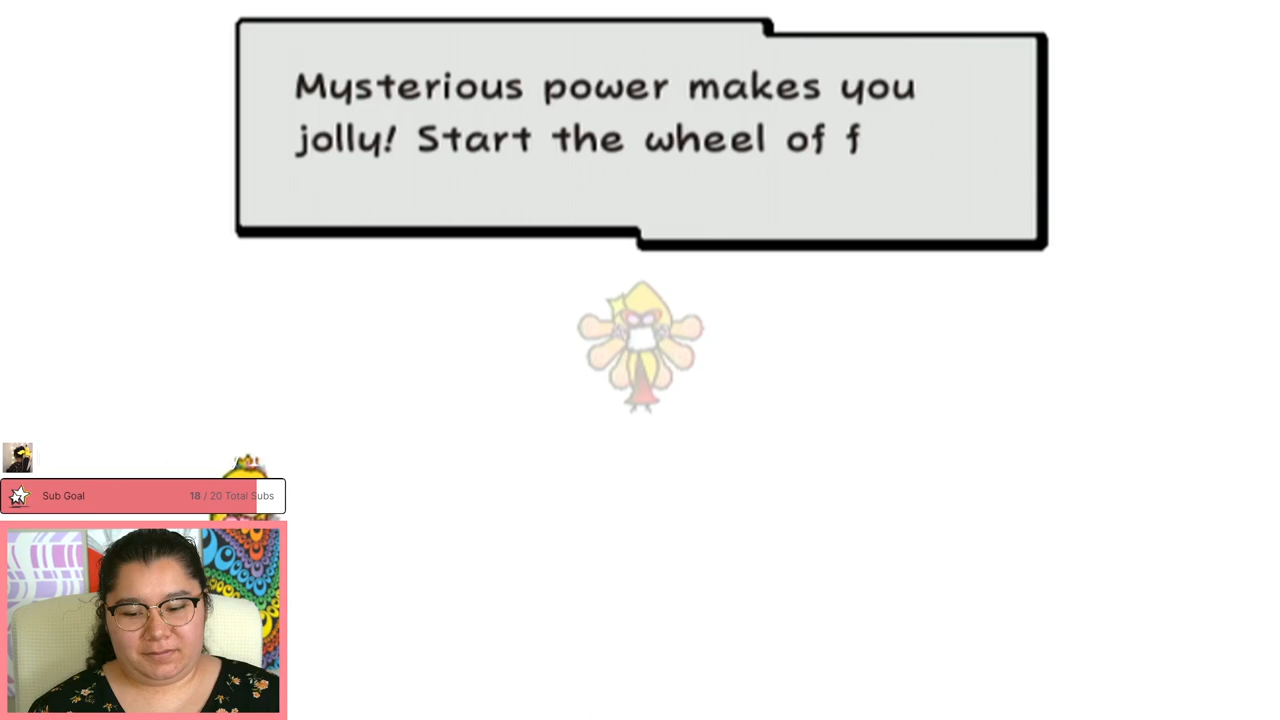 Mysterious power makes you
jolly! Start the wheel of f
Sub Goal 18 / 20 Total Subs